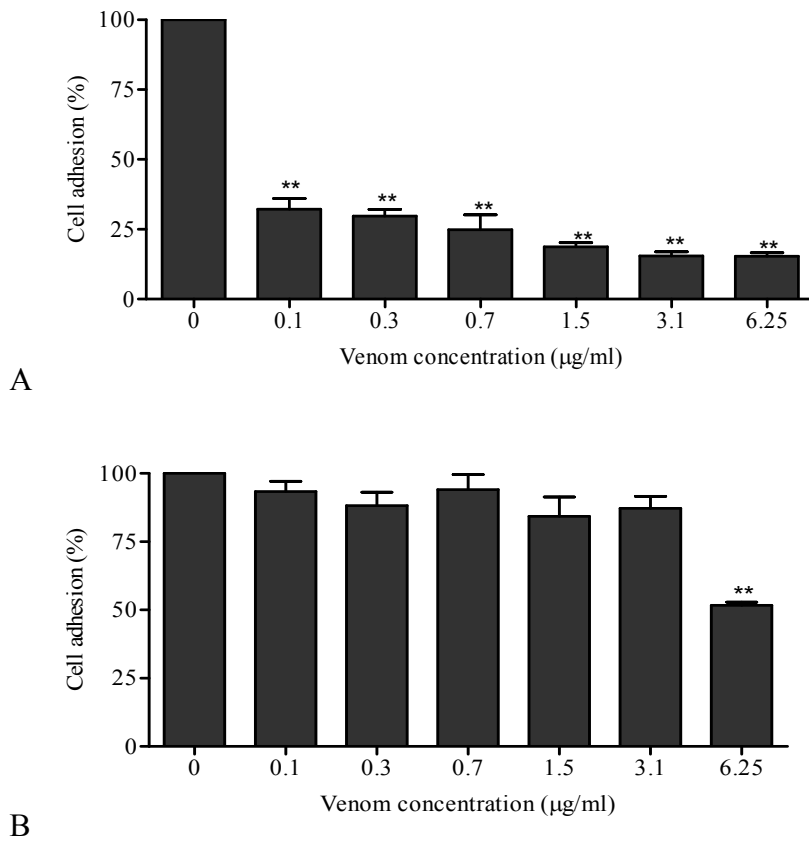 100
75
50
25
0
Cell adhesion (%)
** ** ** ** ** **
0 0.1 0.3 0.7 1.5 3.1 6.25
Venom concentration (μg/ml)
A
100
75
50
25
0
Cell adhesion (%)
**
0 0.1 0.3 0.7 1.5 3.1 6.25
Venom concentration (μg/ml)
B